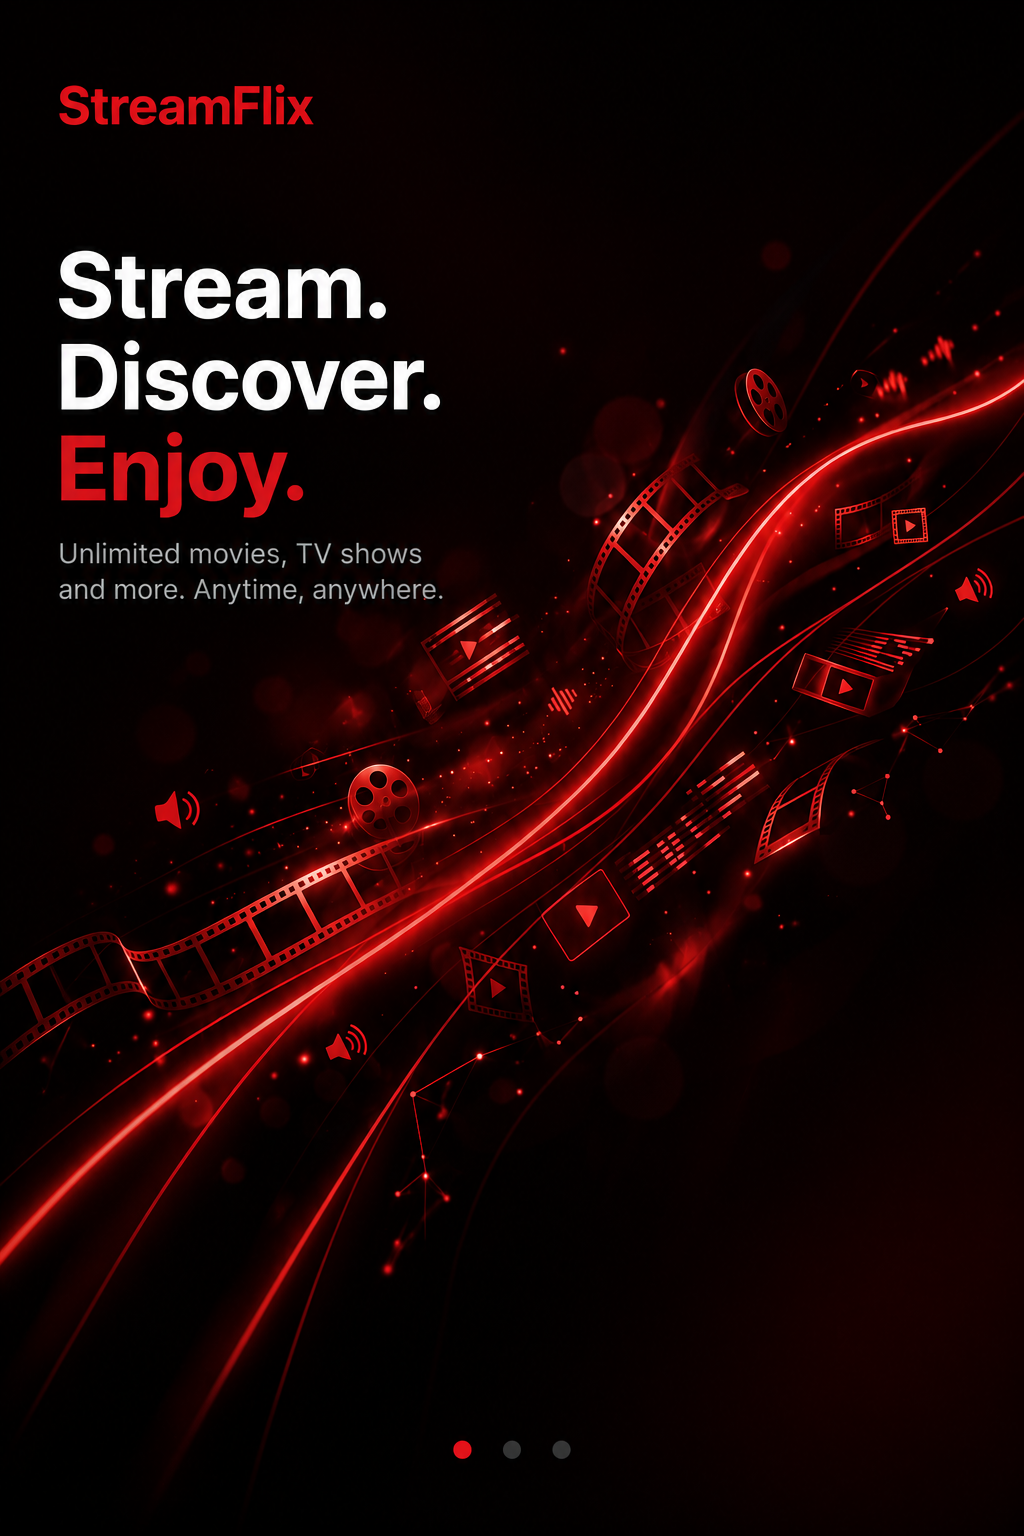 StreamFlix
Stream.
Discover.
Enjoy.
Unlimited movies, TV shows
and more. Anytime, anywhere.